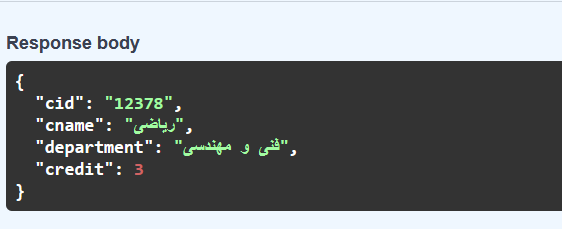 Response body
{
"cid": "12378",
"cname": "ریاضی",
"department": "فنی و مهندسی",
"credit": 3
}